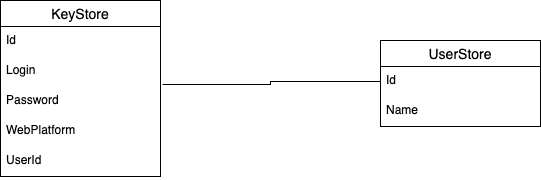 KeyStore
Id
Login
Password
WebPlatform
UserId
UserStore
Id
Name